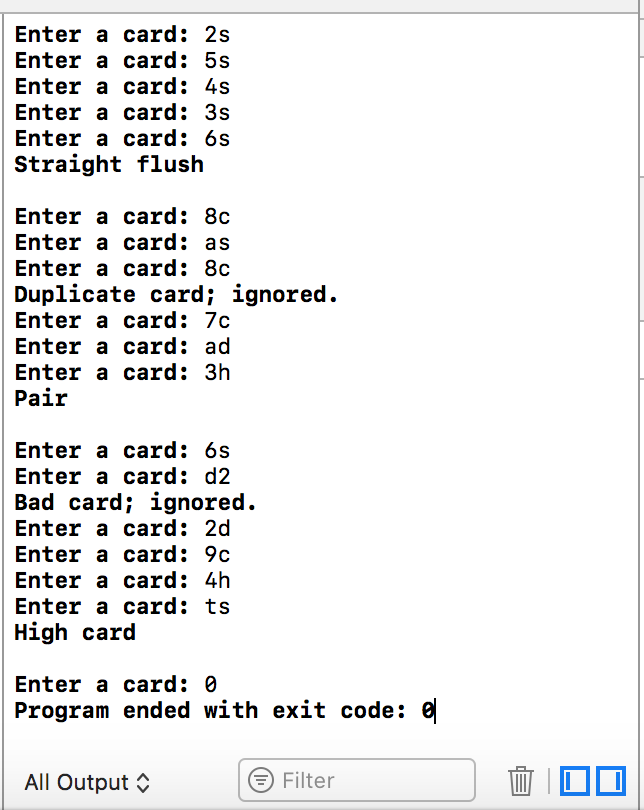 Enter a card: 2s
Enter a card: 5s
Enter a card: 4s
Enter a card: 3s
Enter a card: 6s
Straight flush
Enter a card: 8c
Enter a card: as
Enter a card: 8c
Duplicate card; ignored.
Enter a card: 7c
Enter a card: ad
Enter a card: 3h
Pair
Enter a card: 6s
Enter a card: d2
Bad card; ignored.
Enter a card: 2d
Enter a card: 9c
Enter a card: 4h
Enter a card: ts
High card
Enter a card: 0
Program ended with exit code: 0
All Output
Filter